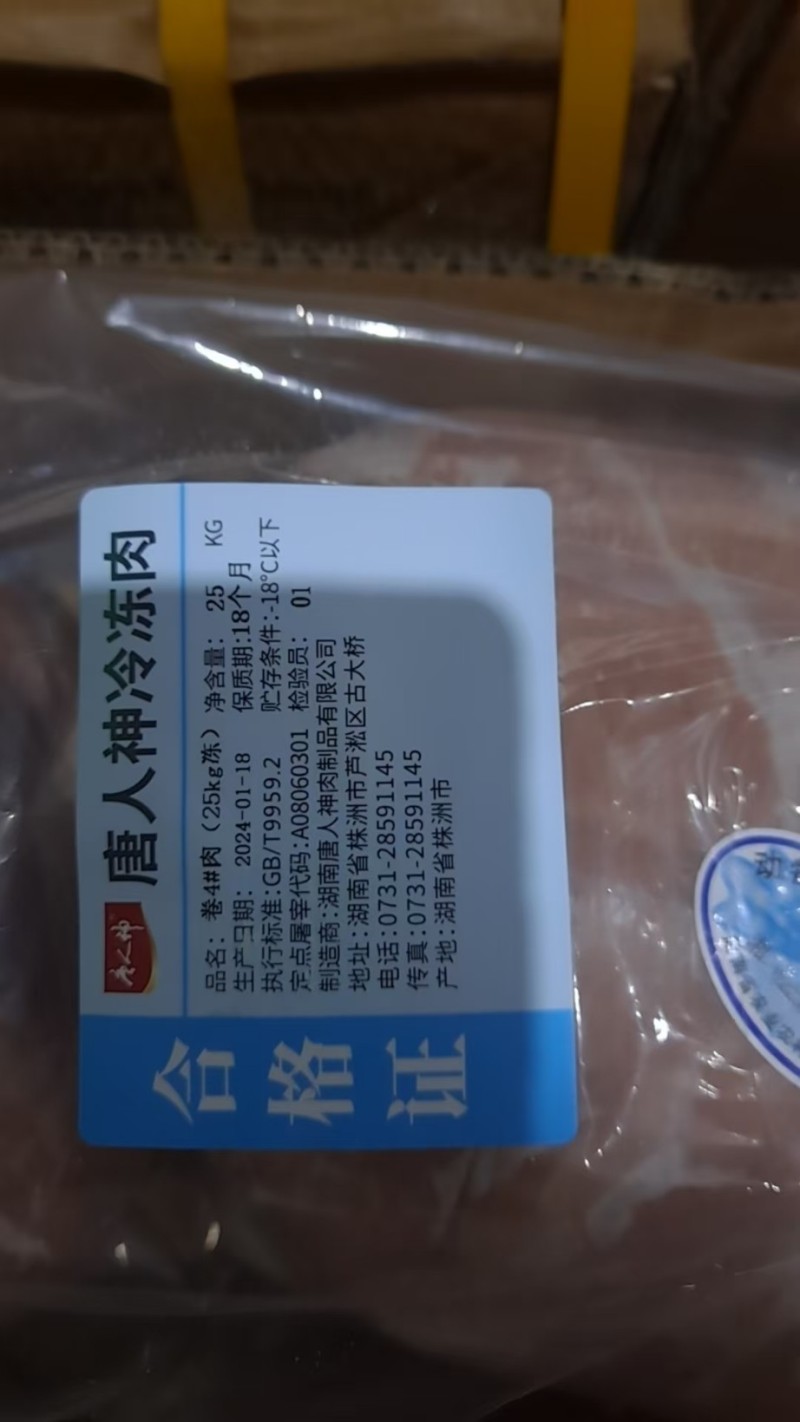 唐人神
唐人神冷冻肉
品名: 卷4#肉(25kg冻) 净含量: 25 KG
生产日期: 2024-01-18 保质期:18个月
执行标准:GB/T9959.2 贮存条件:-18℃以下
定点屠宰代码:A08060301 检验员: 01
制造商:湖南唐人神肉制品有限公司
地址:湖南省株洲市芦淞区古大桥
电话:0731-28591145
传真:0731-28591145
产地:湖南省株洲市
合格证